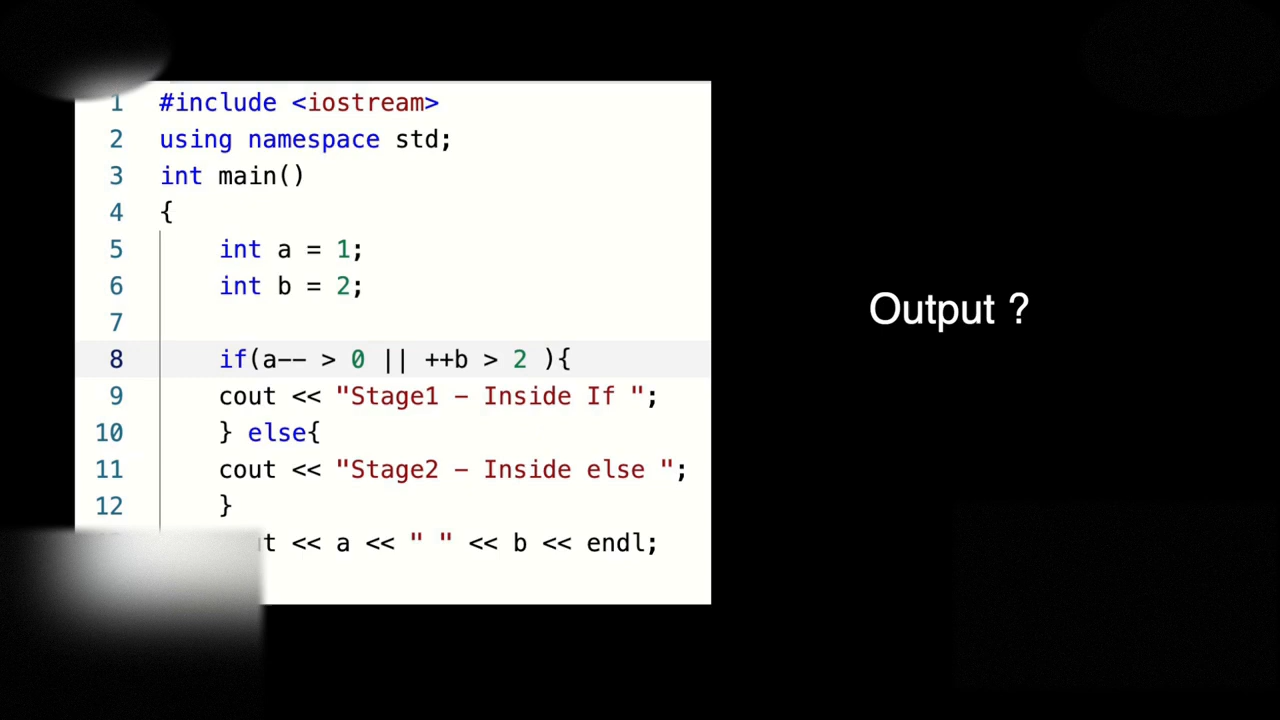 1 #include <iostream>
2 using namespace std;
3 int main()
4 {
5 int a = 1;
6 int b = 2;
7
8 if(a-- > 0 || ++b > 2 ){
9 cout << "Stage1 - Inside If ";
10 } else{
11 cout << "Stage2 - Inside else ";
12 }
<< a << " " << b << endl;
Output ?